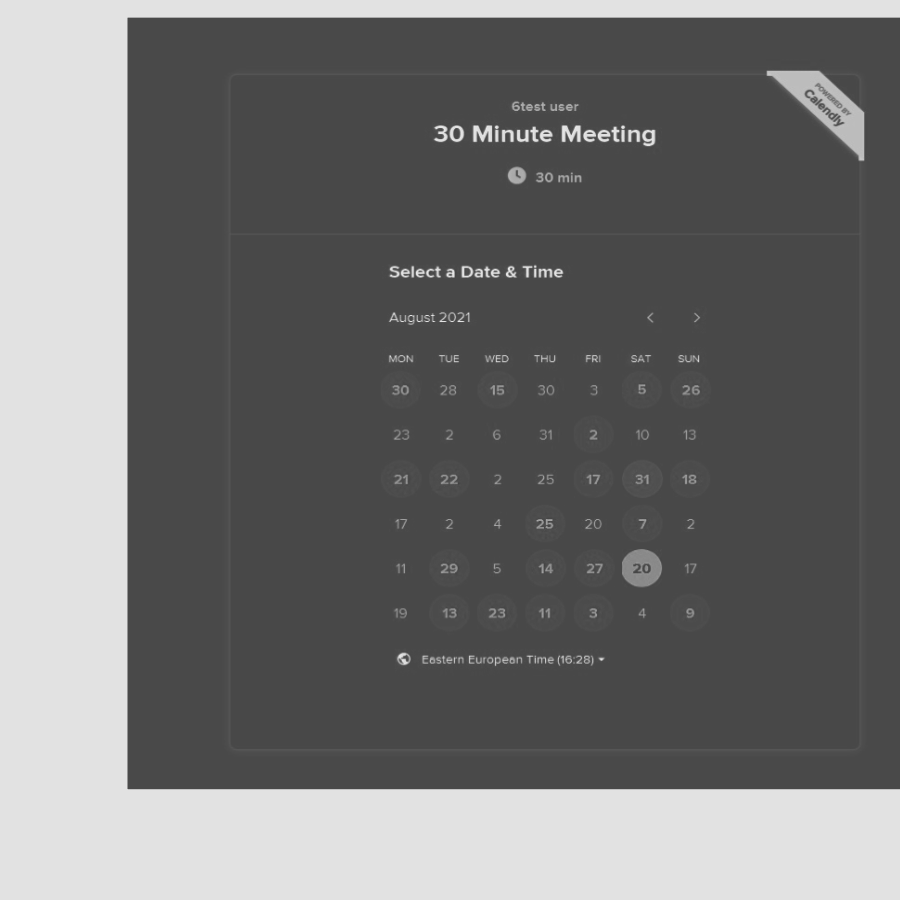 POWERED BY
Calendly
6test user
30 Minute Meeting
30 min
Select a Date & Time
August 2021
MON TUE WED THU FRI SAT SUN
30 28 15 30 3 5 26
23 2 6 31 2 10 13
21 22 2 25 17 31 18
17 2 4 25 20 7 2
11 29 5 14 27 20 17
19 13 23 11 3 4 9
Eastern European Time (16:28)